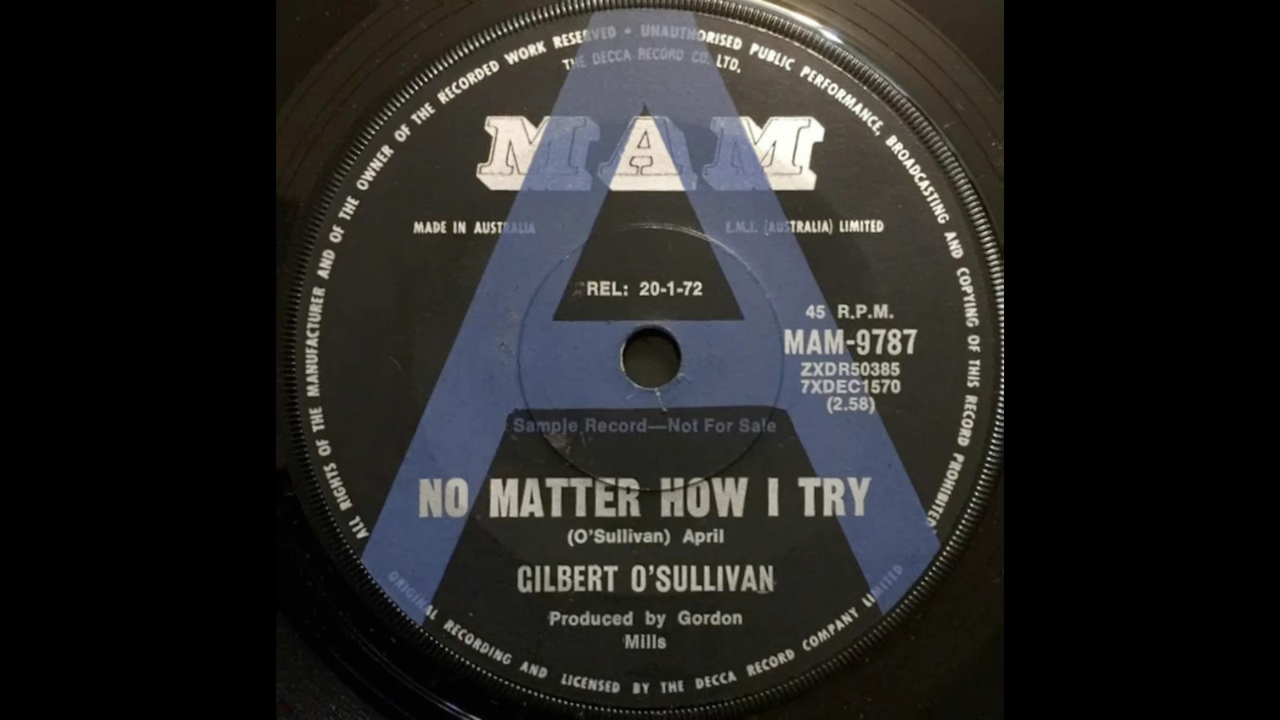 ALL RIGHTS OF THE MANUFACTURER AND OF THE OWNER OF THE RECORDED WORK RESERVED • UNAUTHORISED PUBLIC PERFORMANCE, BROADCASTING AND COPYING OF THIS RECORD PROHIBITED
THE DECCA RECORD CO. LTD.
MAM
MADE IN AUSTRALIA
E.M.I. (AUSTRALIA) LIMITED
REL: 20-1-72
45 R.P.M.
MAM-9787
ZXDR50385
7XDEC1570
(2.58)
A
Sample Record—Not For Sale
NO MATTER HOW I TRY
(O'Sullivan) April
GILBERT O'SULLIVAN
Produced by Gordon
Mills
ORIGINAL RECORDING AND LICENSED BY THE DECCA RECORD COMPANY LIMITED